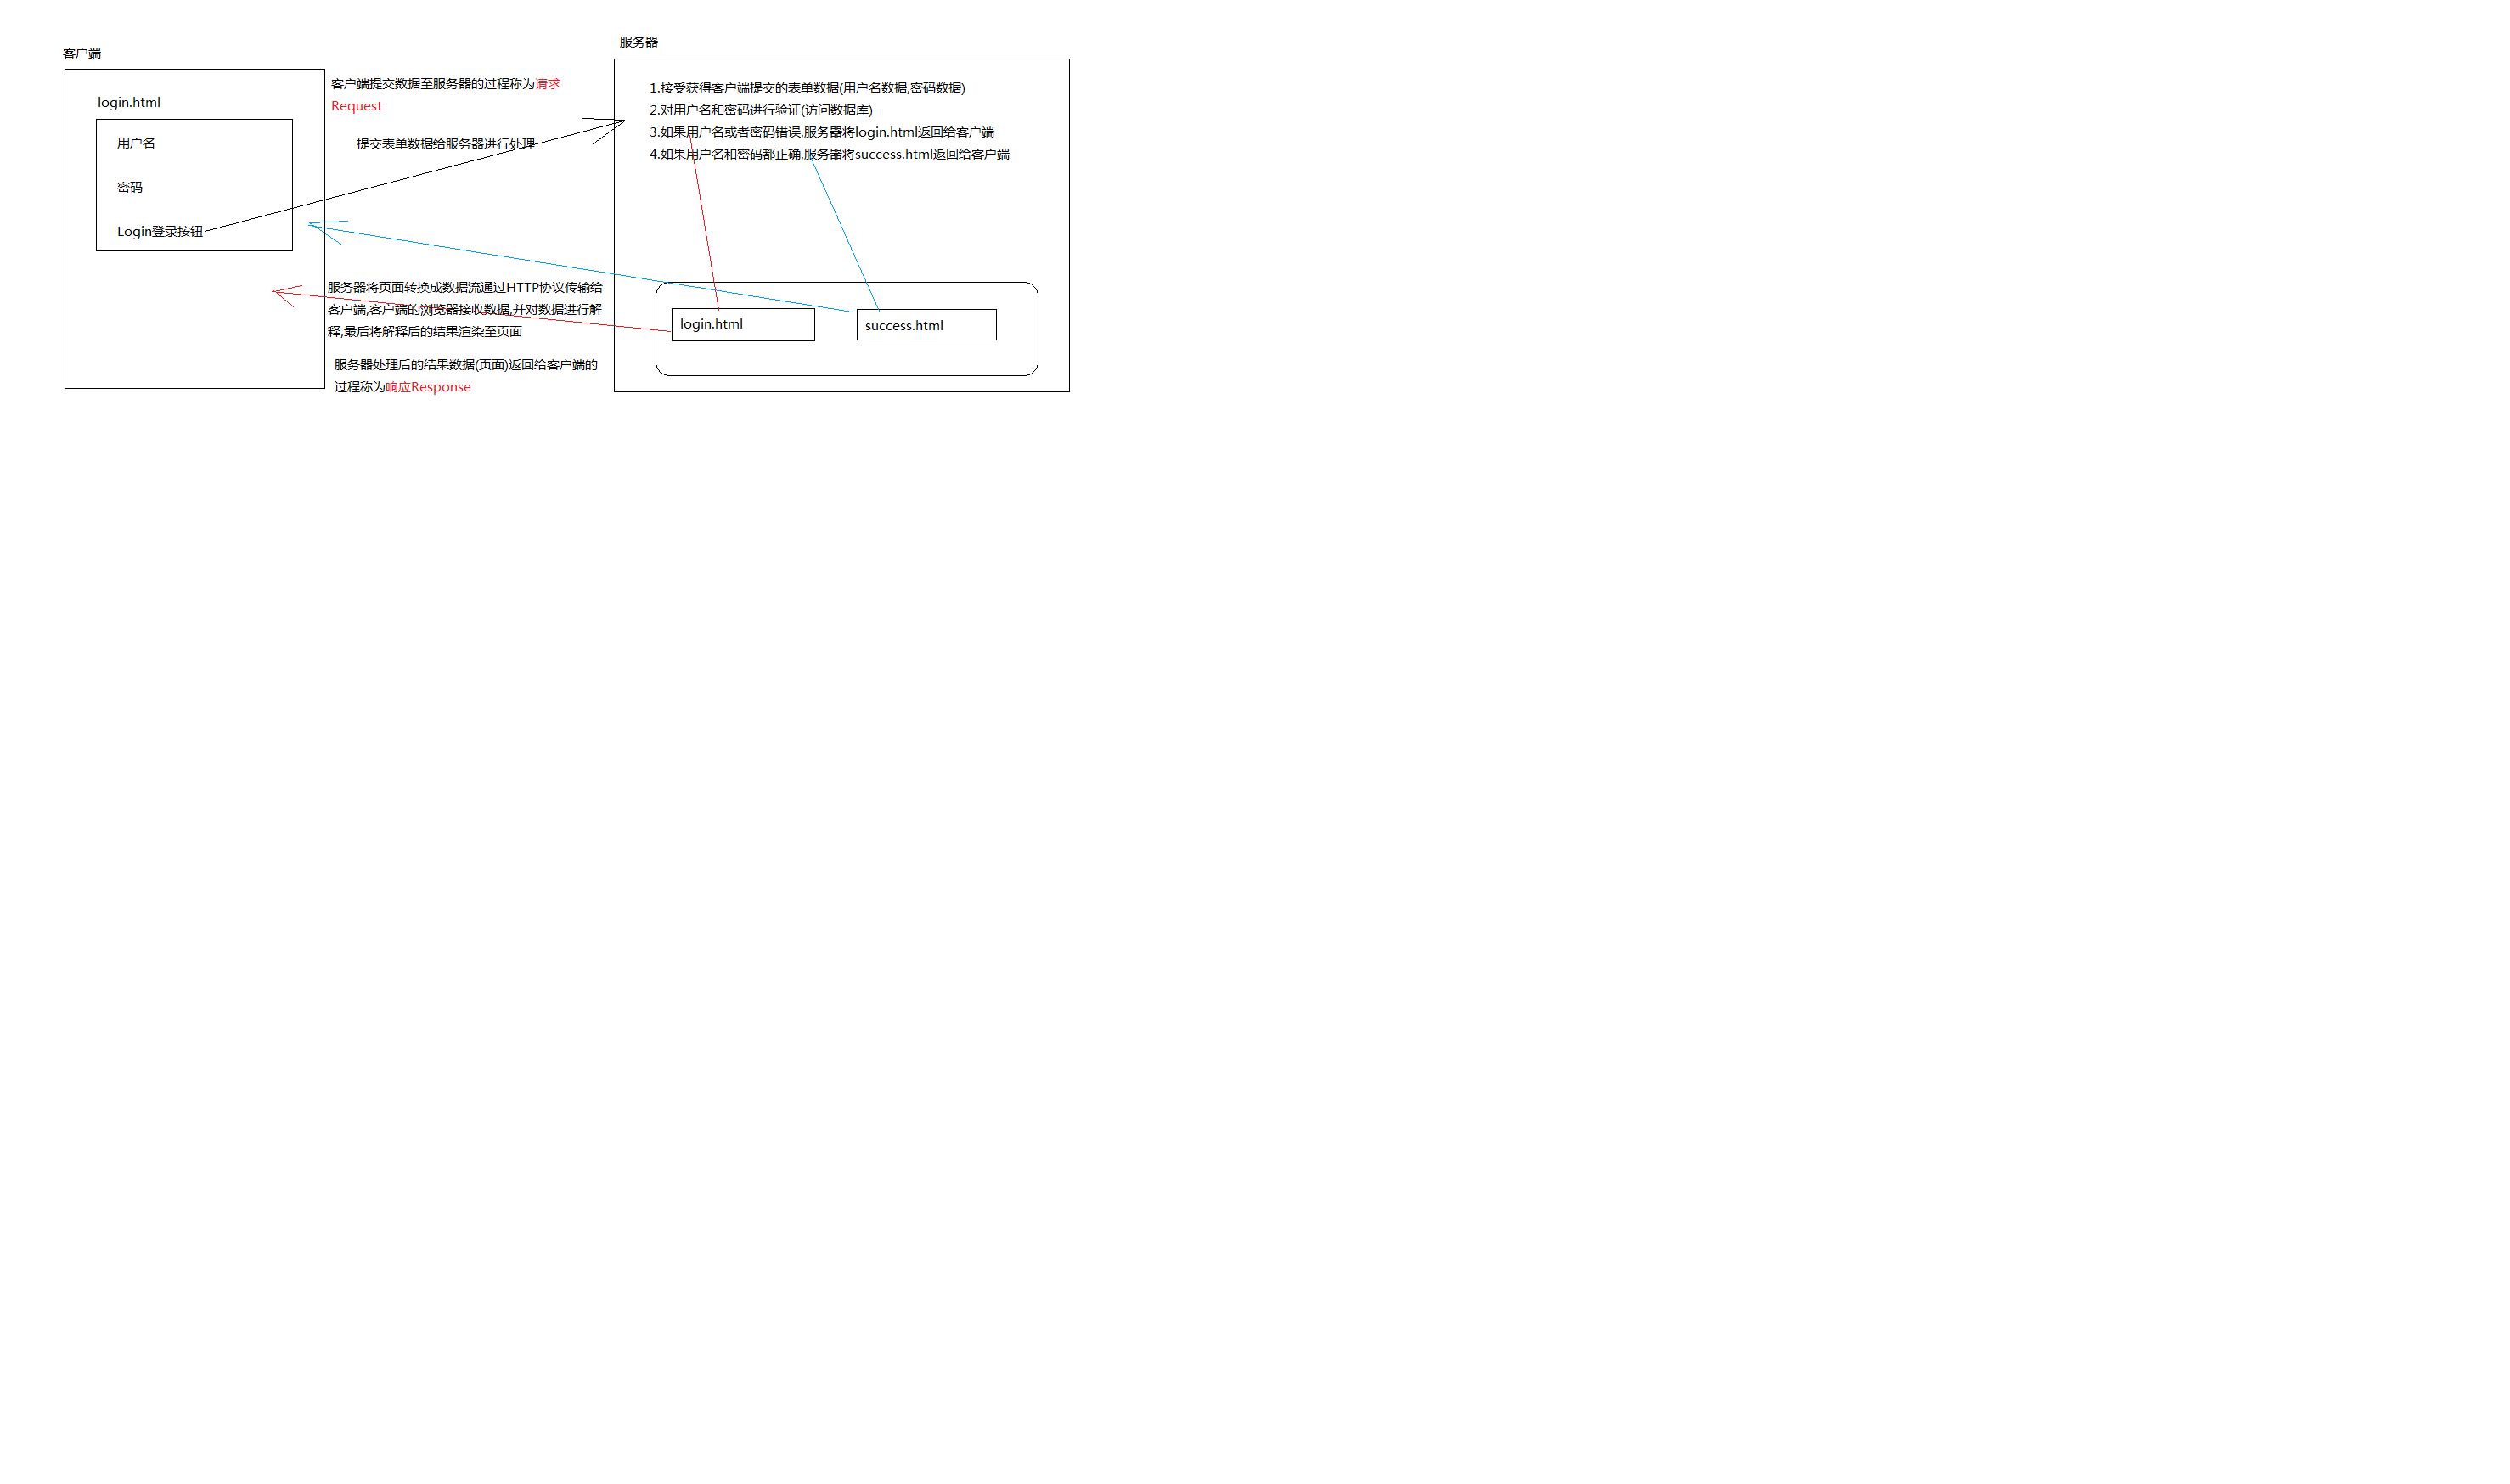 客户端
login.html
用户名
密码
Login登录按钮
客户端提交数据至服务器的过程称为请求
Request
提交表单数据给服务器进行处理
服务器将页面转换成数据流通过HTTP协议传输给
客户端,客户端的浏览器接收数据,并对数据进行解
释,最后将解释后的结果渲染至页面
服务器处理后的结果数据(页面)返回给客户端的
过程称为响应Response
服务器
1.接受获得客户端提交的表单数据(用户名数据,密码数据)
2.对用户名和密码进行验证(访问数据库)
3.如果用户名或者密码错误,服务器将login.html返回给客户端
4.如果用户名和密码都正确,服务器将success.html返回给客户端
login.html
success.html